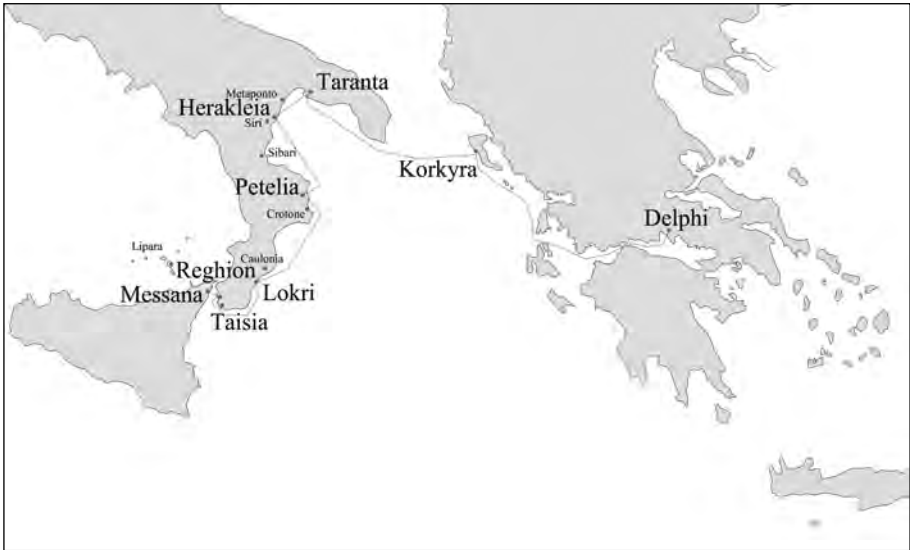 Taranta
Metaponto
Herakleia
Siri
Sibari
Korkyra
Petelia
Crotone
Delphi
Lipara
Caulonia
Reghion
Messana
Lokri
Taisia